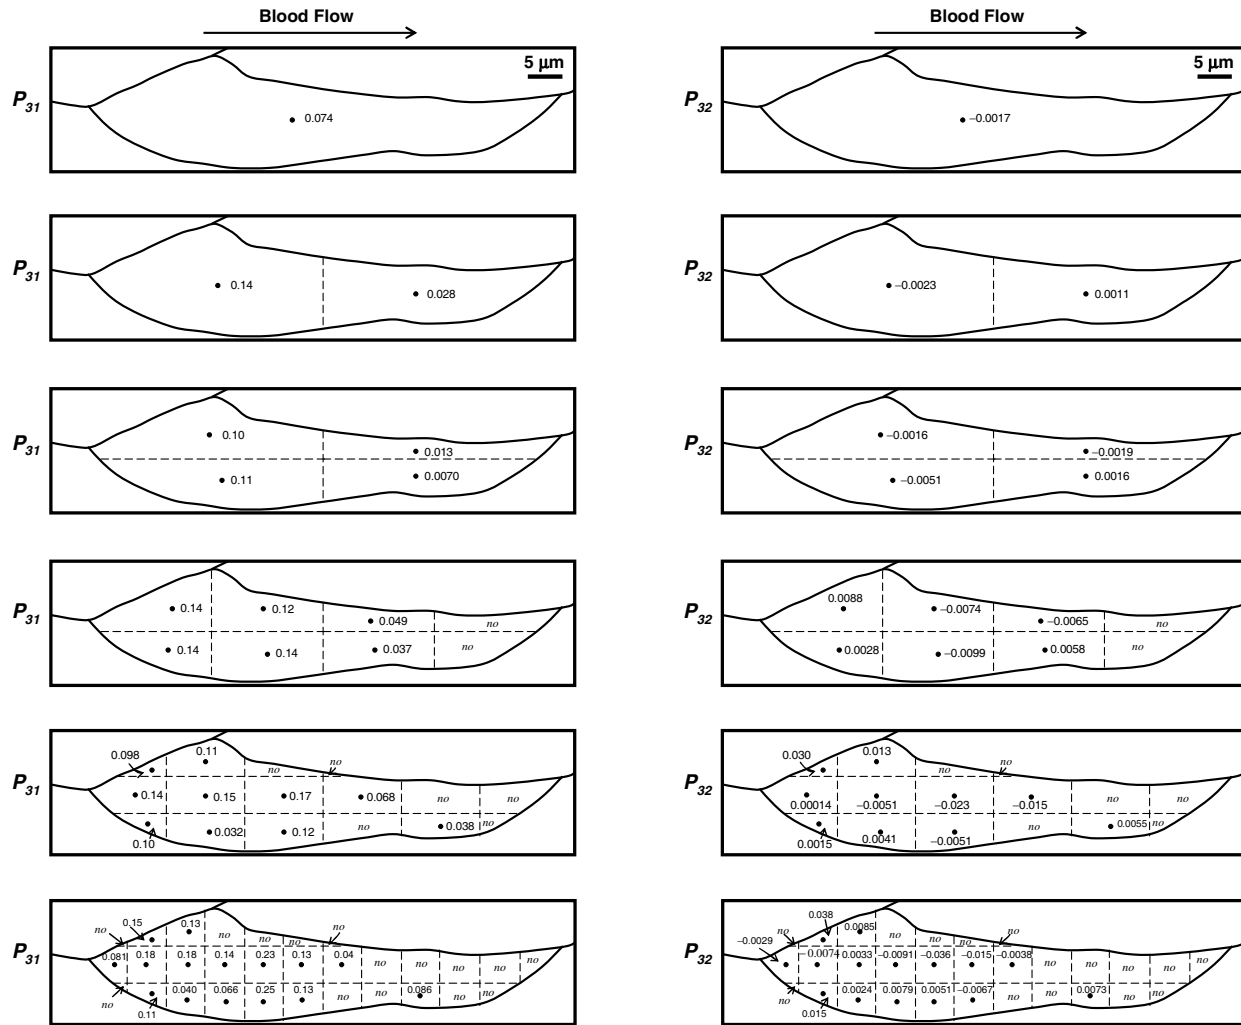 Blood Flow Blood Flow
5 µm 5 µm
P31 0.074 P32 −0.0017
P31 0.14 0.028 P32 −0.0023 0.0011
0.10 −0.0016
P31 0.013 P32 −0.0019
0.11 0.0070 −0.0051 0.0016
0.14 0.12 0.0088 −0.0074
P31 0.049 no P32 −0.0065 no
0.14 0.14 0.037 no 0.0028 −0.0099 0.0058
0.098 0.11 no no 0.030 0.013 no no
P31 0.14 0.15 0.17 0.068 no no P32 0.00014 −0.0051 −0.023 −0.015 no no
0.032 0.12 no 0.038 no no 0.0055 no
0.10 0.0015 0.0041 −0.0051
0.15 0.13 0.038 0.0085
no no no no no no no no no no
P31 0.081 0.18 0.18 0.14 0.23 0.13 0.04 no no no no no P32 −0.0029 −0.0074 0.0033 −0.0091 −0.036 −0.015 −0.0038 no no no no no
no 0.040 0.066 0.25 0.13 no no 0.086 no no no 0.0024 0.0079 0.0051 −0.0067 no no 0.0073 no no
0.11 0.015